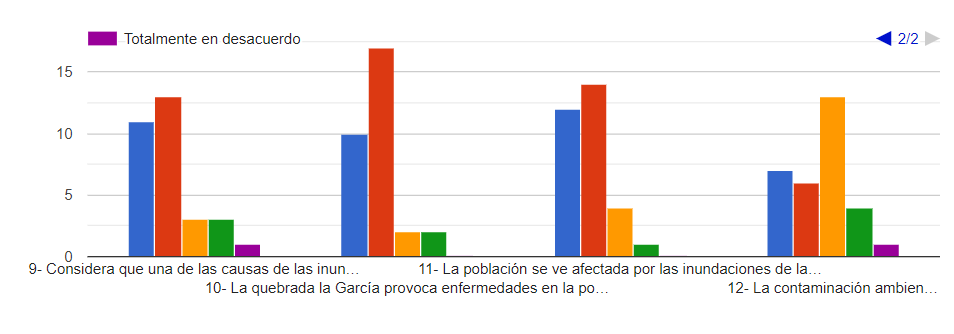 Totalmente en desacuerdo
2/2
15
10
5
0
9- Considera que una de las causas de las inun…
11- La población se ve afectada por las inundaciones de la…
10- La quebrada la García provoca enfermedades en la po…
12- La contaminación ambien…